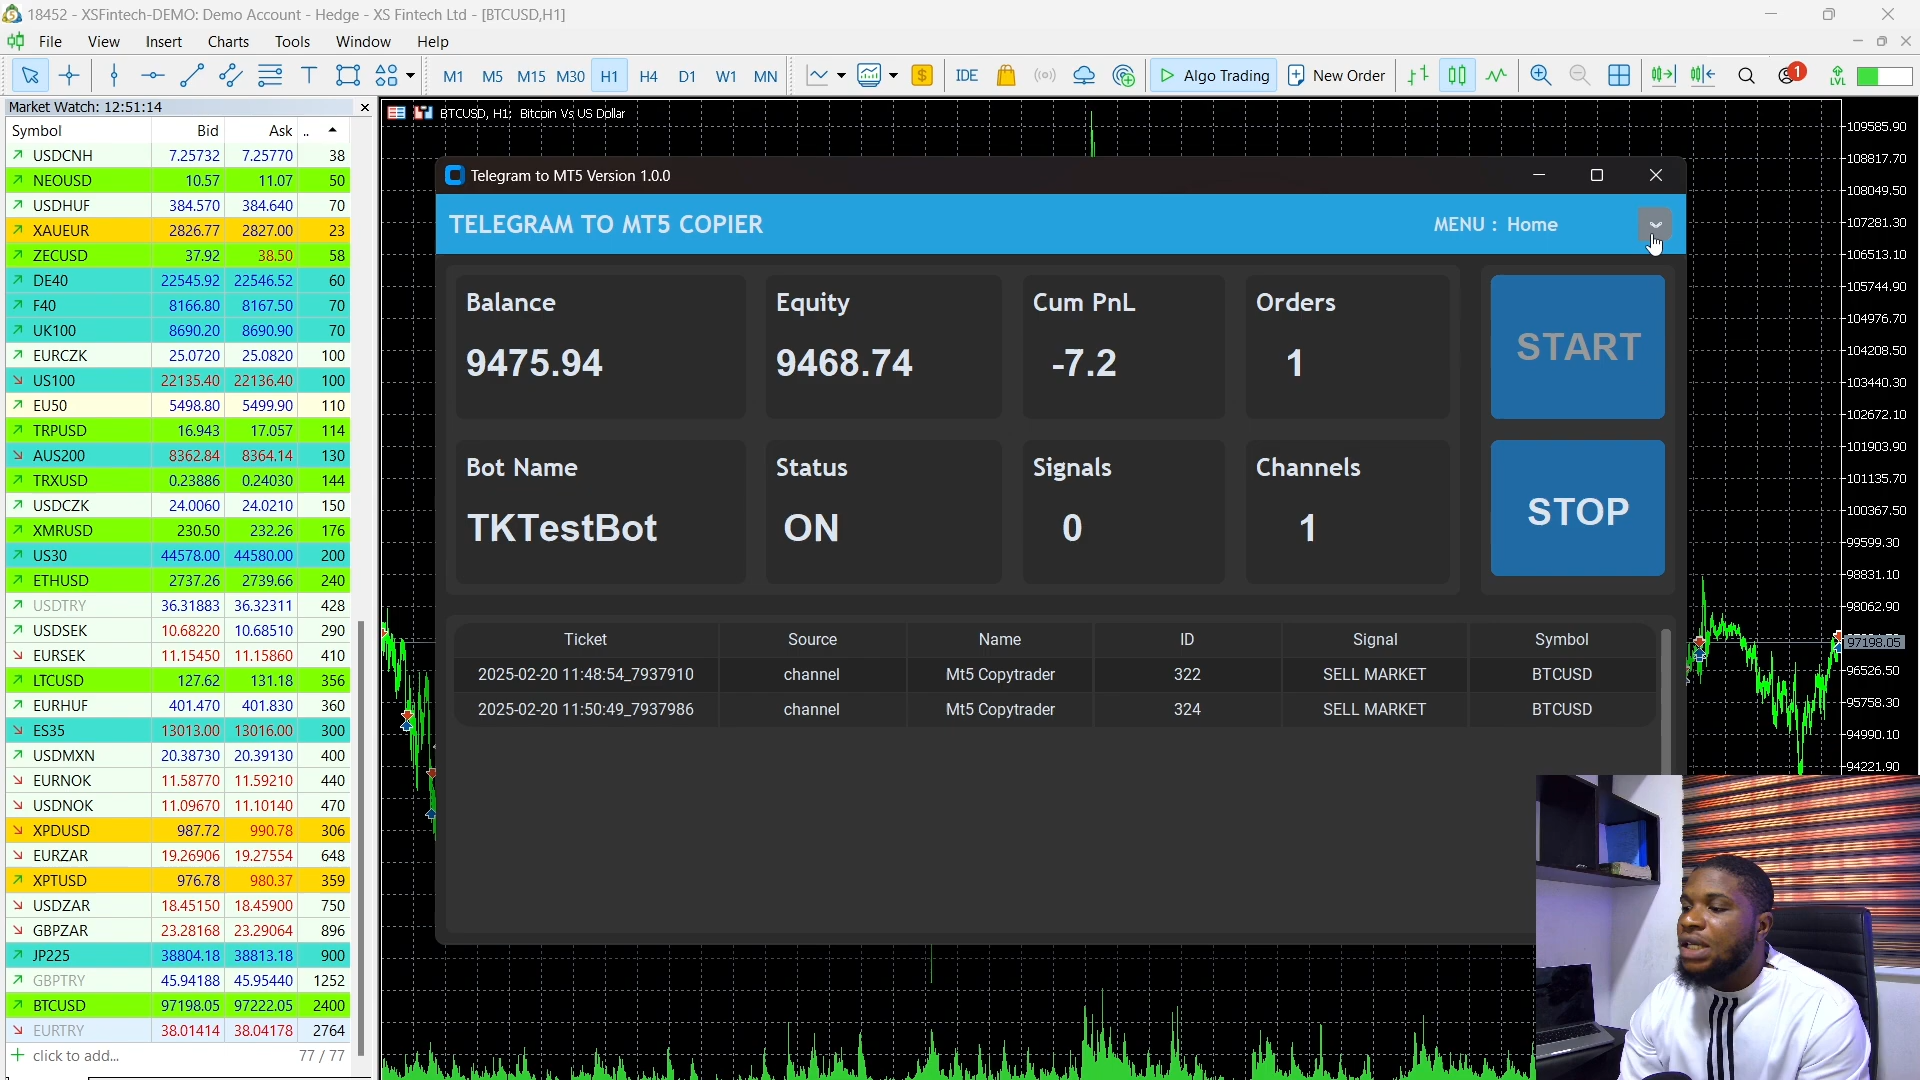 18452 - XSFintech-DEMO: Demo Account - Hedge - XS Fintech Ltd - [BTCUSD,H1]
File View Insert Charts Tools Window Help
M1 M5 M15 M30 H1 H4 D1 W1 MN IDE Algo Trading New Order 1 LVL
Market Watch: 12:51:14
Symbol Bid Ask ..
USDCNH 7.25732 7.25770 38
NEOUSD 10.57 11.07 50
USDHUF 384.570 384.640 70
XAUEUR 2826.77 2827.00 23
ZECUSD 37.92 38.50 58
DE40 22545.92 22546.52 60
F40 8166.80 8167.50 70
UK100 8690.20 8690.90 70
EURCZK 25.0720 25.0820 100
US100 22135.40 22136.40 100
EU50 5498.80 5499.90 110
TRPUSD 16.943 17.057 114
AUS200 8362.84 8364.14 130
TRXUSD 0.23886 0.24030 144
USDCZK 24.0060 24.0210 150
XMRUSD 230.50 232.26 176
US30 44578.00 44580.00 200
ETHUSD 2737.26 2739.66 240
USDTRY 36.31883 36.32311 428
USDSEK 10.68220 10.68510 290
EURSEK 11.15450 11.15860 410
LTCUSD 127.62 131.18 356
EURHUF 401.470 401.830 360
ES35 13013.00 13016.00 300
USDMXN 20.38730 20.39130 400
EURNOK 11.58770 11.59210 440
USDNOK 11.09670 11.10140 470
XPDUSD 987.72 990.78 306
EURZAR 19.26906 19.27554 648
XPTUSD 976.78 980.37 359
USDZAR 18.45150 18.45900 750
GBPZAR 23.28168 23.29064 896
JP225 38804.18 38813.18 900
GBPTRY 45.94188 45.95440 1252
BTCUSD 97198.05 97222.05 2400
EURTRY 38.01414 38.04178 2764
click to add... 77 / 77
BTCUSD, H1: Bitcoin Vs US Dollar
Telegram to MT5 Version 1.0.0
TELEGRAM TO MT5 COPIER MENU : Home
Balance Equity Cum PnL Orders
9475.94 9468.74 -7.2 1
START
Bot Name Status Signals Channels
TKTestBot ON 0 1
STOP
Ticket Source Name ID Signal Symbol
2025-02-20 11:48:54_7937910 channel Mt5 Copytrader 322 SELL MARKET BTCUSD
2025-02-20 11:50:49_7937986 channel Mt5 Copytrader 324 SELL MARKET BTCUSD
109585.90
108817.70
108049.50
107281.30
106513.10
105744.90
104976.70
104208.50
103440.30
102672.10
101903.90
101135.70
100367.50
99599.30
98831.10
98062.90
97198.05
96526.50
95758.30
94990.10
94221.90